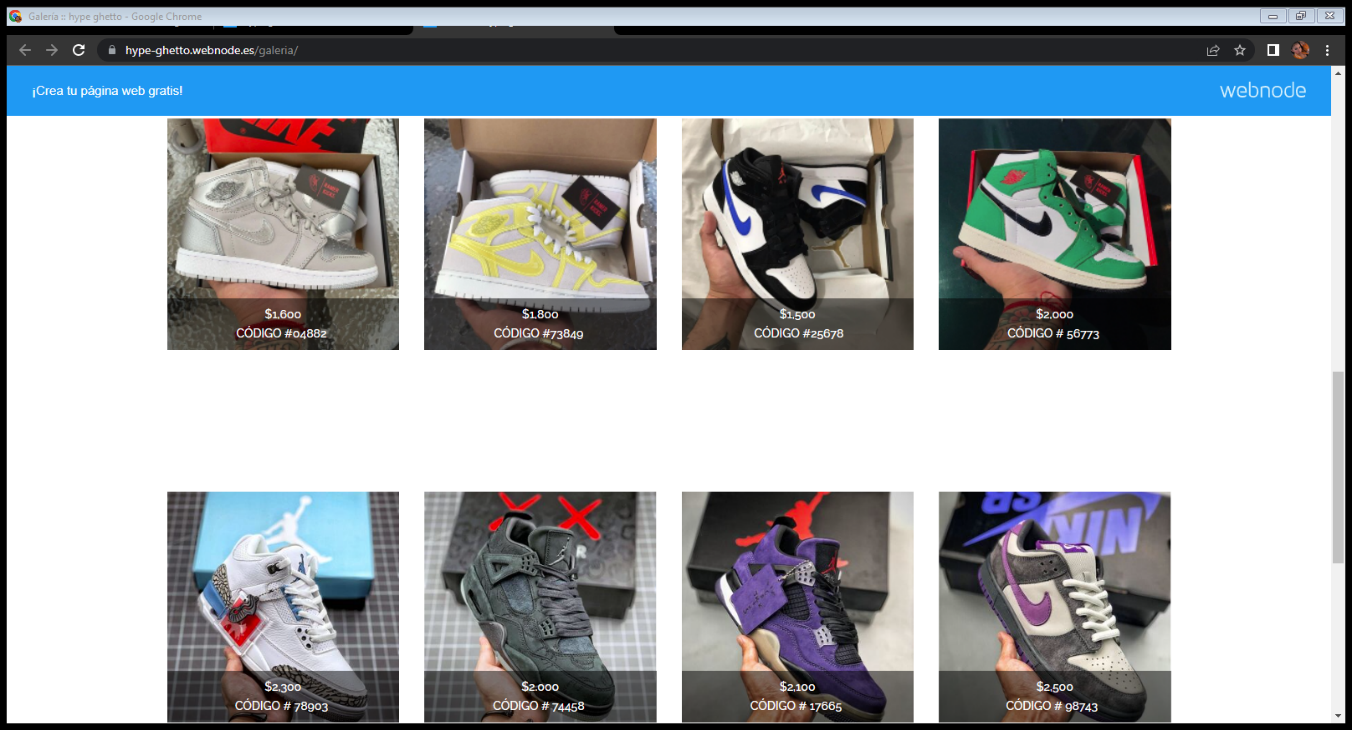 Galería :: hype ghetto - Google Chrome
hype-ghetto.webnode.es/galeria/
¡Crea tu página web gratis!
webnode
$1,600
CÓDIGO #04882
$1,800
CÓDIGO #73849
$1,500
CÓDIGO #25678
$2,000
CÓDIGO # 56773
$2,300
CÓDIGO # 78903
$2,000
CÓDIGO # 74458
$2,100
CÓDIGO # 17665
$2,500
CÓDIGO # 98743